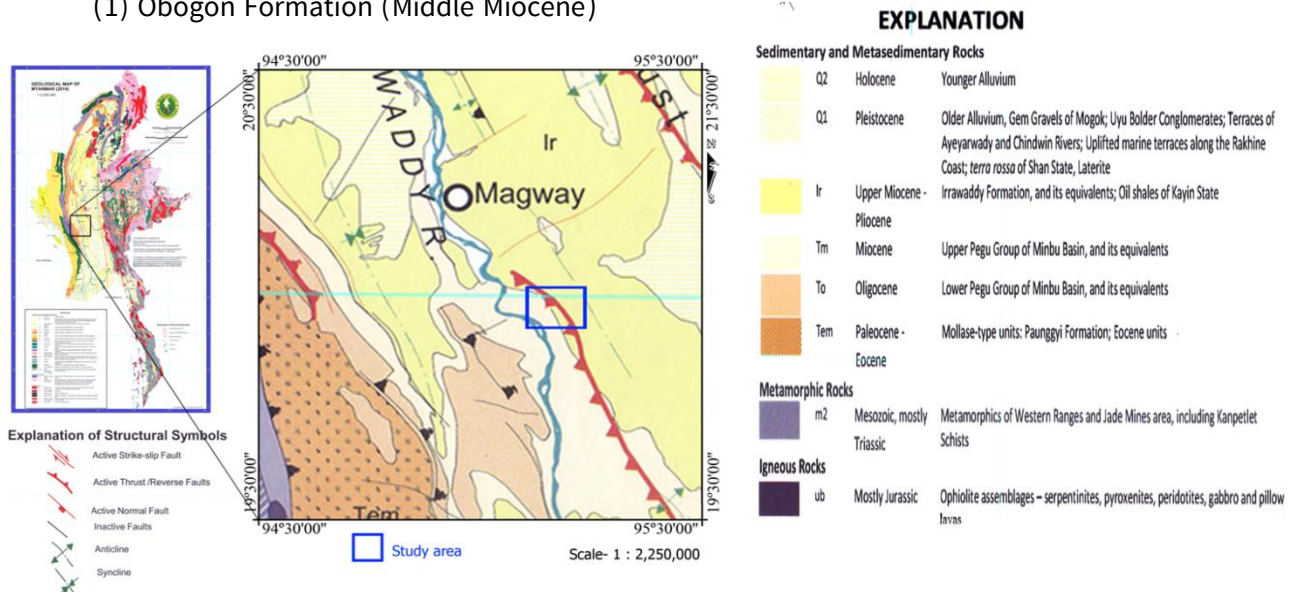 (1) Obogon Formation (Middle Miocene)
GEOLOGICAL MAP OF
MYANMAR (2014)
94°30'00"
95°30'00"
20°30'00"
21°30'00"
WADDY R.
ust
Ir
N
S
Magway
Tem
19°30'00"
19°30'00"
94°30'00"
95°30'00"
Study area
Scale- 1 : 2,250,000
Explanation of Structural Symbols
Active Strike-slip Fault
Active Thrust /Reverse Faults
Active Normal Fault
Inactive Faults
Anticline
Syncline
EXPLANATION
Sedimentary and Metasedimentary Rocks
Q2 Holocene Younger Alluvium
Q1 Pleistocene Older Alluvium, Gem Gravels of Mogok; Uyu Bolder Conglomerates; Terraces of
Ayeyarwady and Chindwin Rivers; Uplifted marine terraces along the Rakhine
Coast; terra rossa of Shan State, Laterite
Ir Upper Miocene - Irrawaddy Formation, and its equivalents; Oil shales of Kayin State
Pliocene
Tm Miocene Upper Pegu Group of Minbu Basin, and its equivalents
To Oligocene Lower Pegu Group of Minbu Basin, and its equivalents
Tem Paleocene - Mollase-type units: Paunggyi Formation; Eocene units
Eocene
Metamorphic Rocks
m2 Mesozoic, mostly Metamorphics of Western Ranges and Jade Mines area, including Kanpetlet
Triassic Schists
Igneous Rocks
ub Mostly Jurassic Ophiolite assemblages – serpentinites, pyroxenites, peridotites, gabbro and pillow
lavas